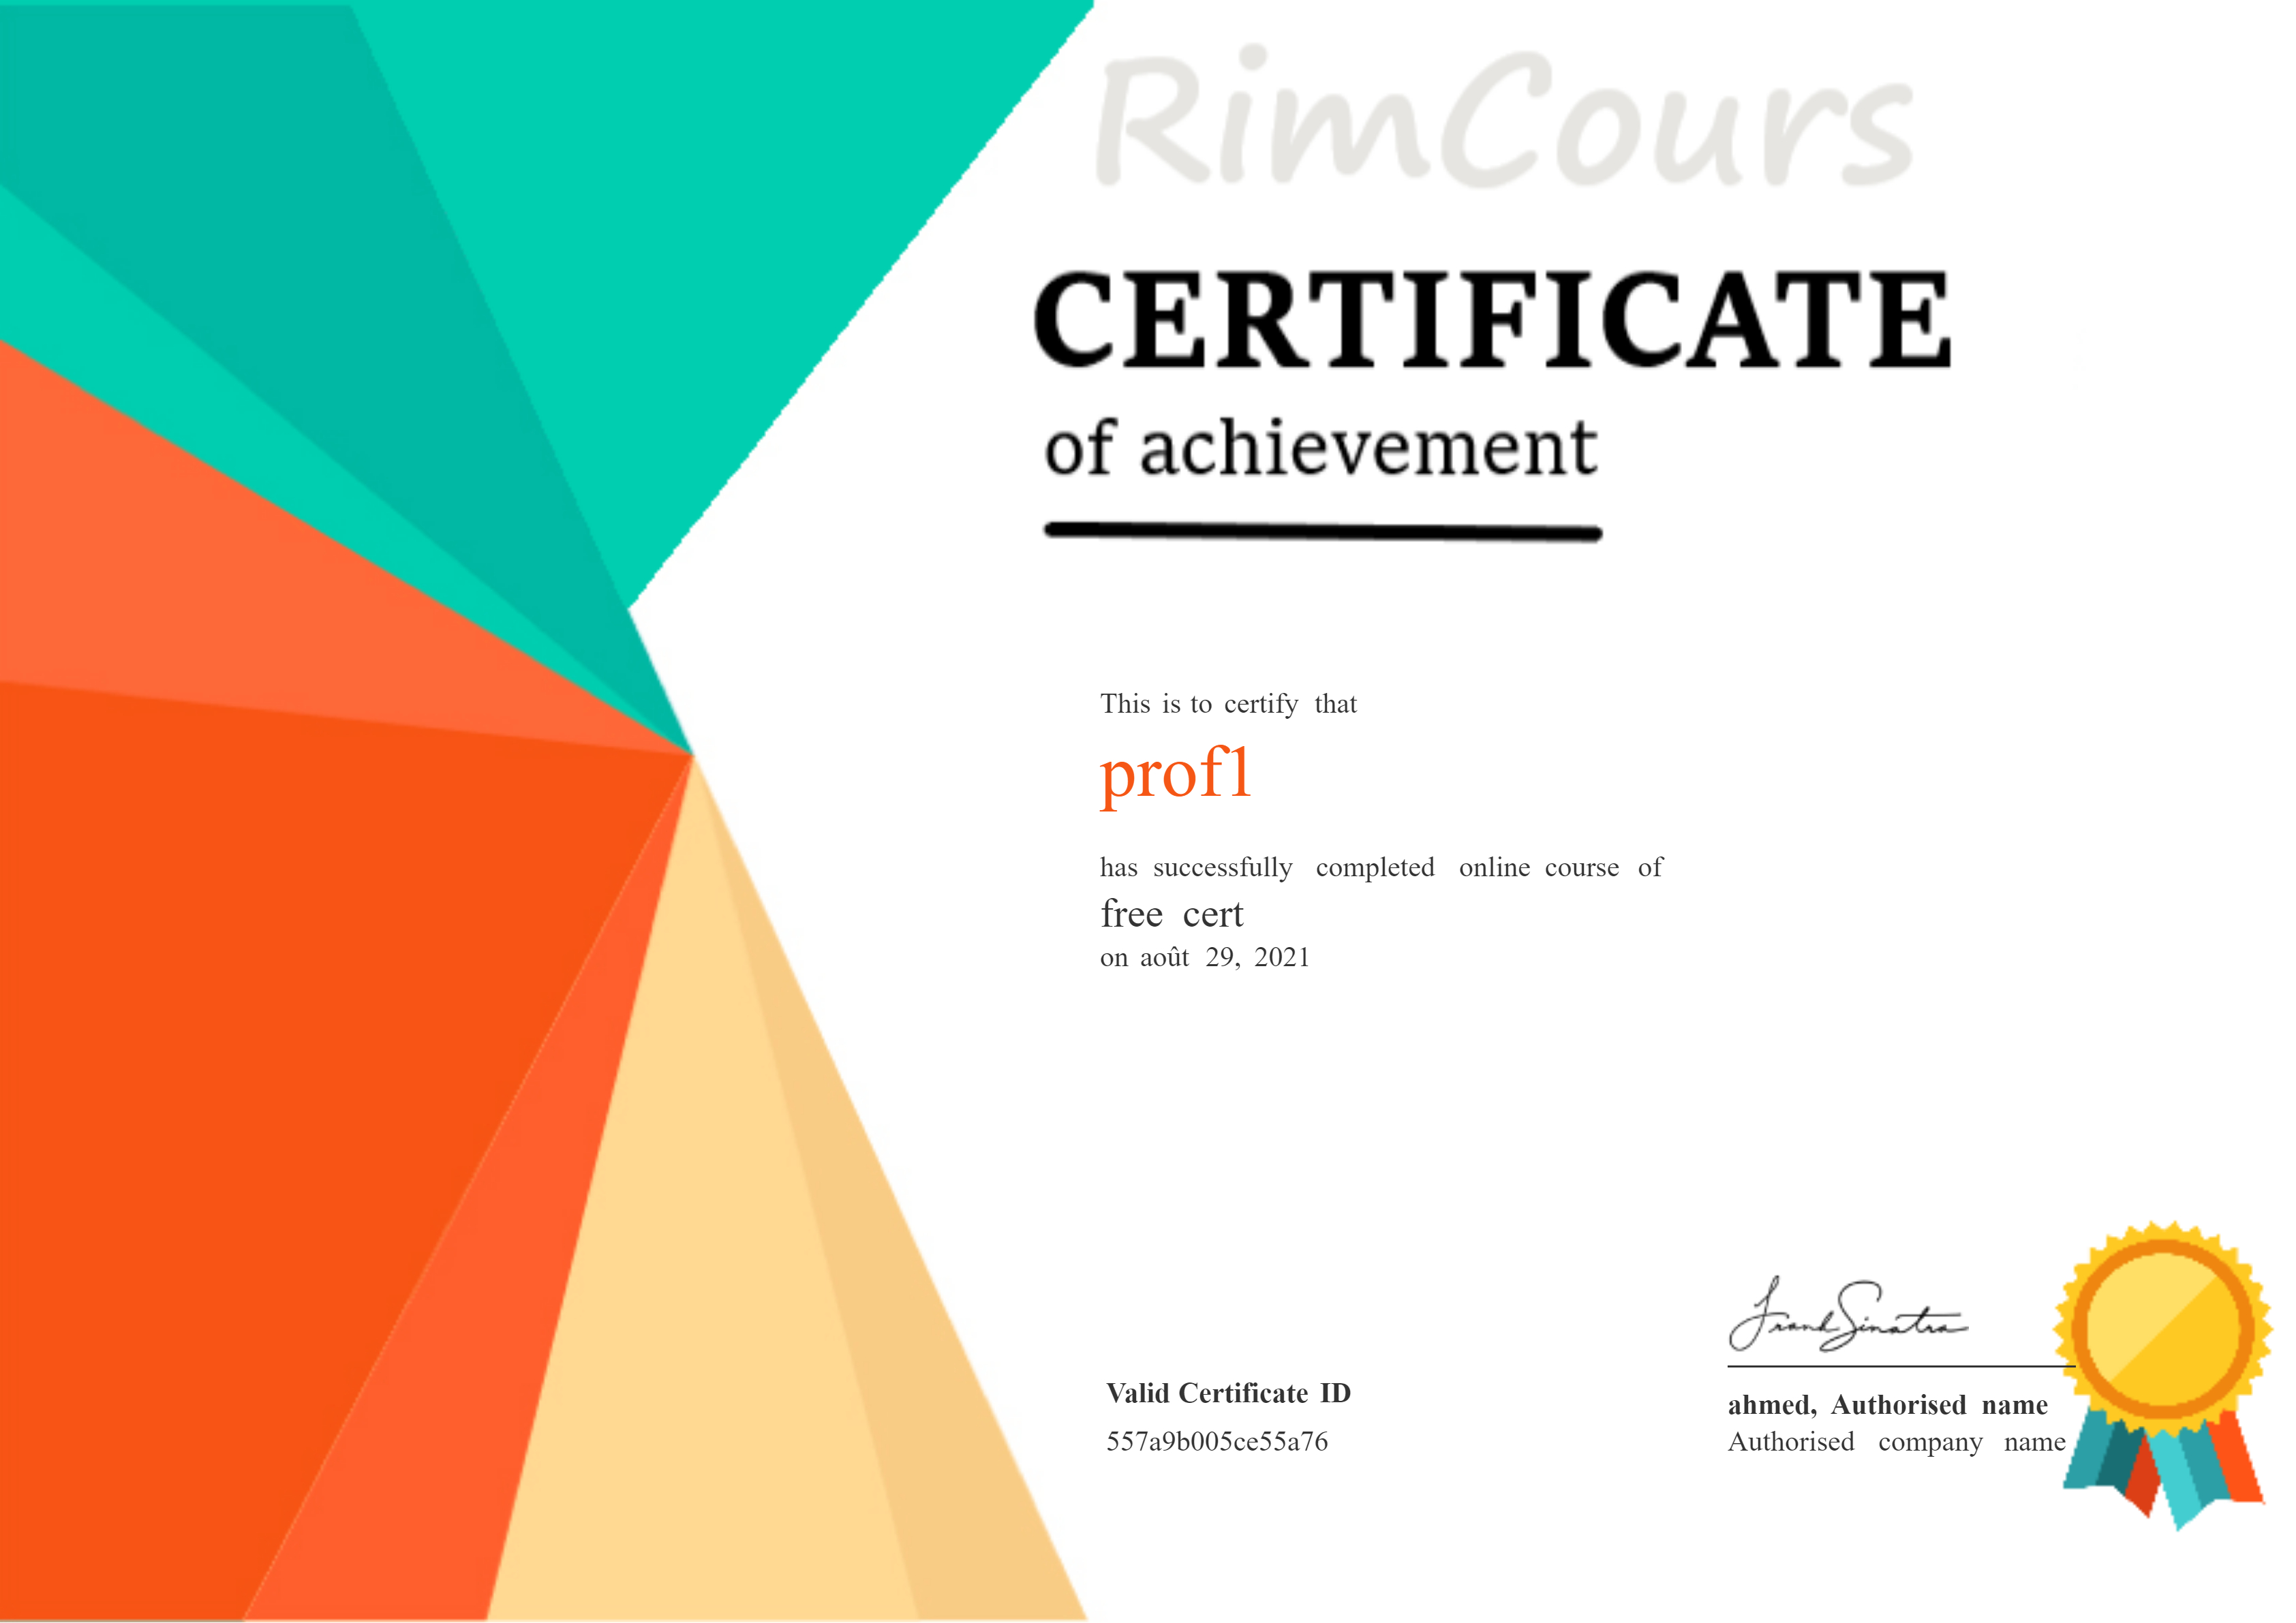 RimCours
CERTIFICATE
of achievement
This is to certify that
prof1
has successfully completed online course of
free cert
on août 29, 2021
Frank Sinatra
Valid Certificate ID
557a9b005ce55a76
ahmed, Authorised name
Authorised company name